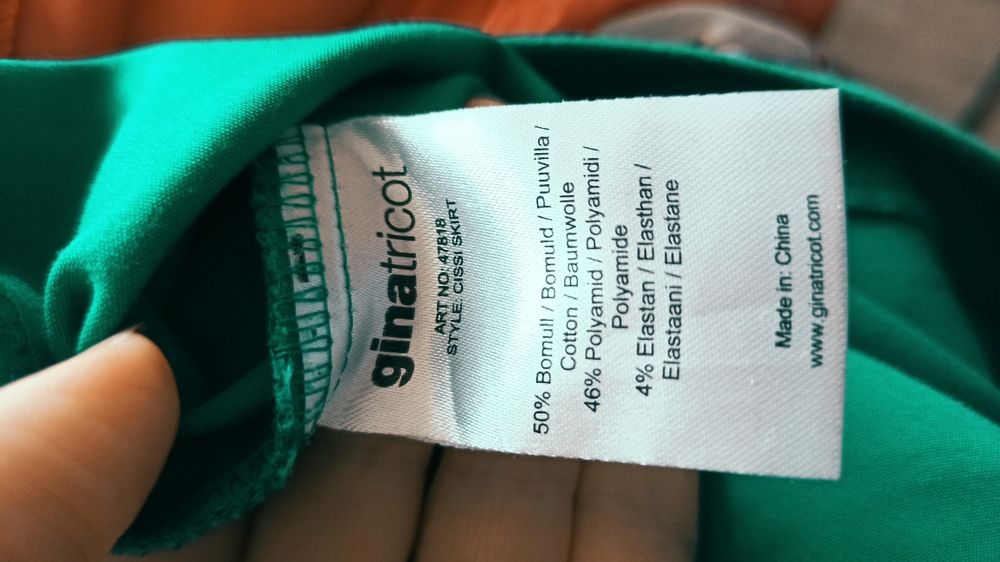 ginatricot
ART NO: 47818
STYLE: CISSI SKIRT
50% Bomull / Bomuld / Puuvilla /
Cotton / Baumwolle
46% Polyamid / Polyamidi /
Polyamide
4% Elastan / Elasthan /
Elastaani / Elastane
Made in: China
www.ginatricot.com